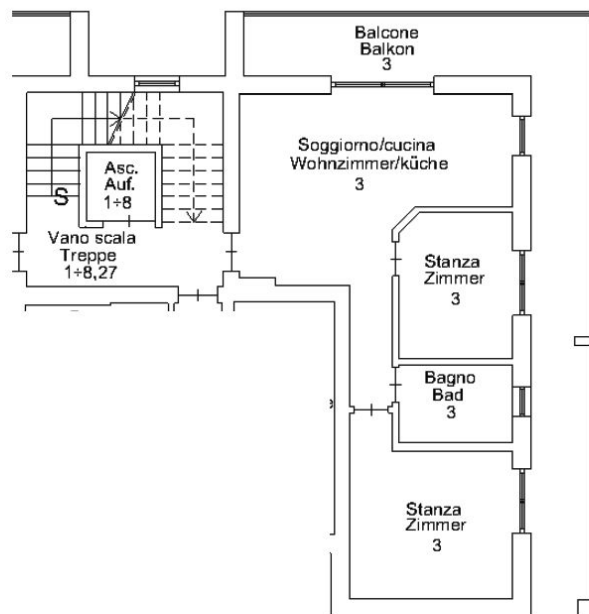 Balcone
Balkon
3
Soggiorno/cucina
Wohnzimmer/küche
3
Asc.
Auf.
1÷8
S
Vano scala
Treppe
1÷8,27
Stanza
Zimmer
3
Bagno
Bad
3
Stanza
Zimmer
3